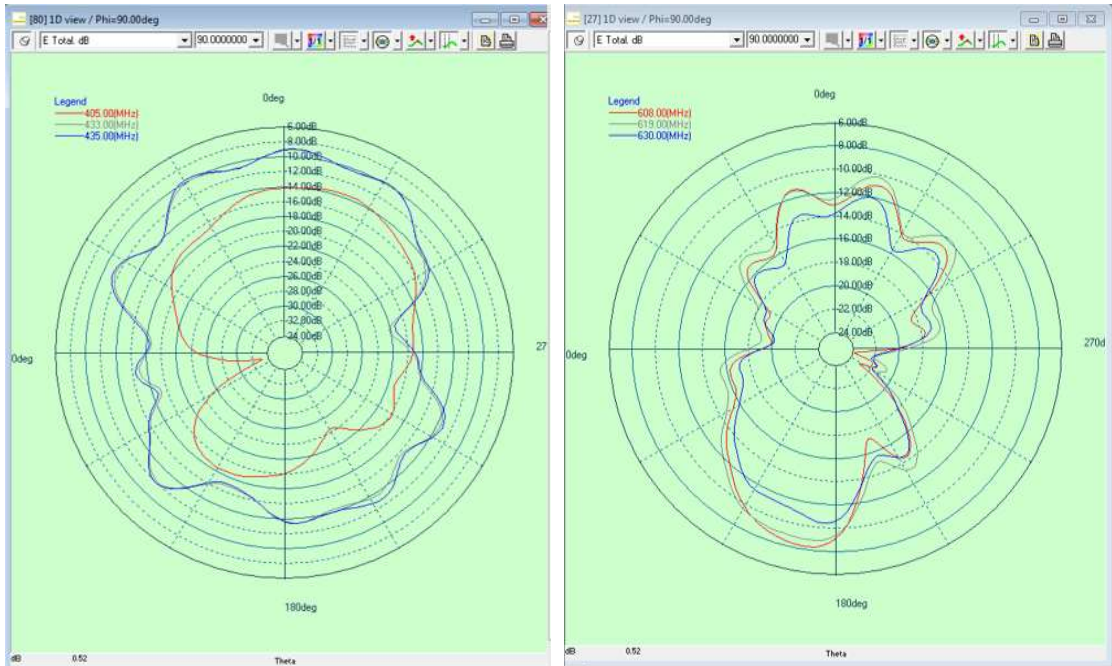 [80] 1D view / Phi=90.00deg
E Total. dB
90.0000000
Legend
405.00(MHz)
433.00(MHz)
435.00(MHz)
0deg
6.00dB
8.00dB
10.00dB
12.00dB
14.00dB
16.00dB
18.00dB
20.00dB
22.00dB
24.00dB
26.00dB
28.00dB
30.00dB
32.00dB
0deg
27
180deg
dB
0.52
Theta
[27] 1D view / Phi=90.00deg
E Total. dB
90.0000000
Legend
608.00(MHz)
619.00(MHz)
630.00(MHz)
0deg
6.00dB
8.00dB
10.00dB
12.00dB
14.00dB
16.00dB
18.00dB
20.00dB
22.00dB
24.00dB
0deg
270d
180deg
dB
0.52
Theta